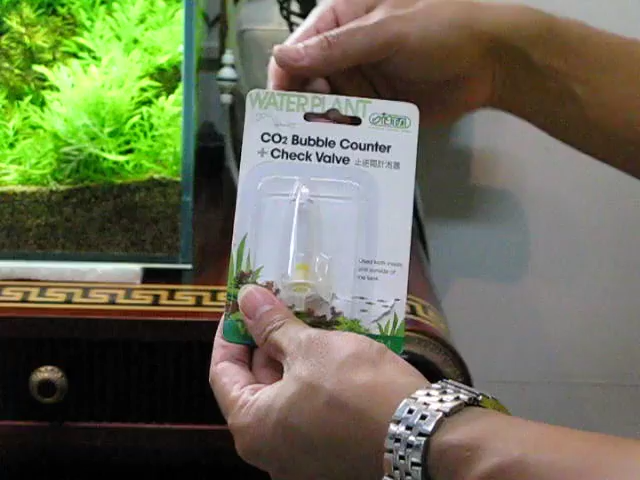 WATERPLANT
ISTA
CO2 Bubble Counter
+ Check Valve 止逆閥計泡器
Used both inside
and outside of
the tank